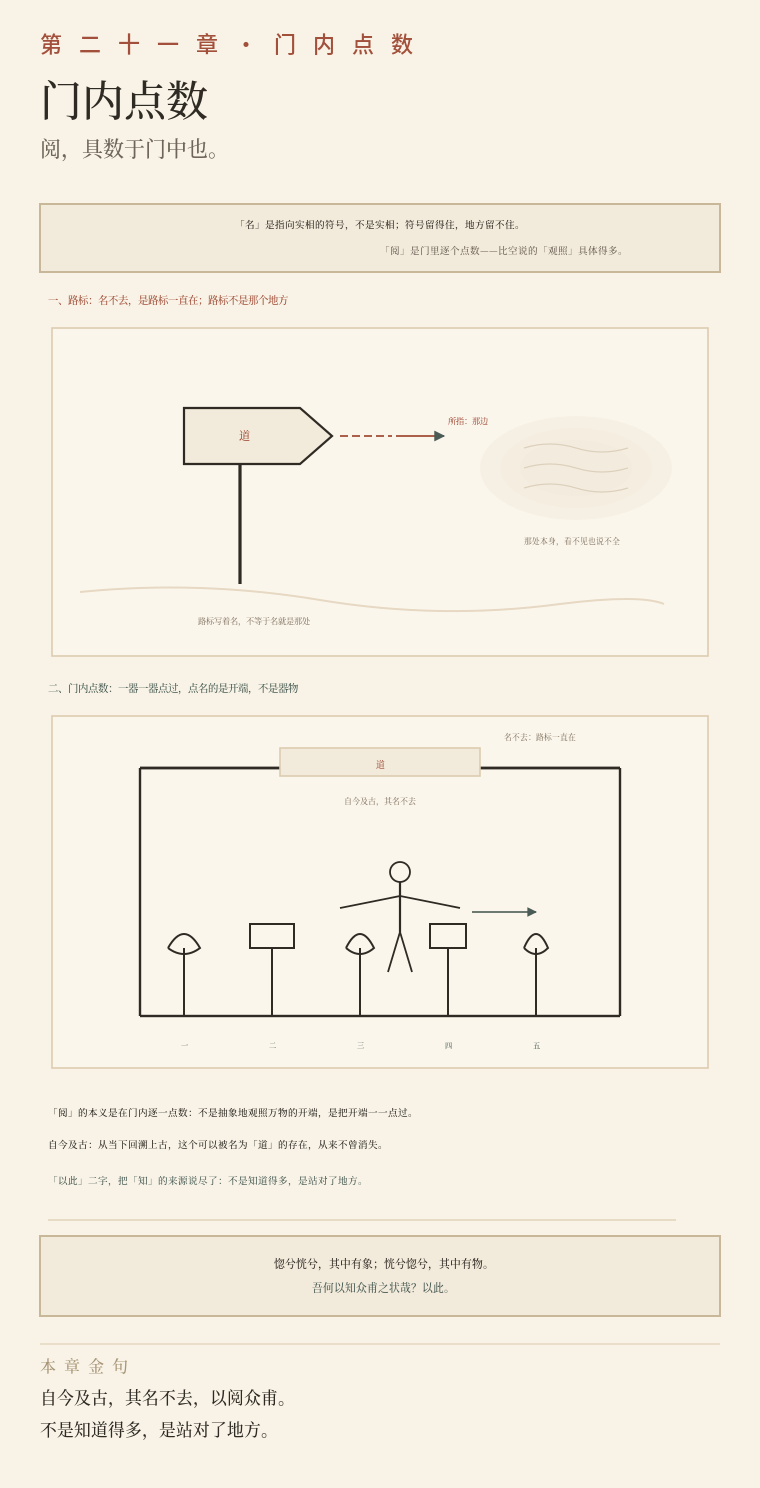 第二十一章·门内点数
门内点数
阅，具数于门中也。
「名」是指向实相的符号，不是实相；符号留得住，地方留不住。
「阅」是门里逐个点数——比空说的「观照」具体得多。
一、路标：名不去，是路标一直在；路标不是那个地方
道
所指：那边
那处本身，看不见也说不全
路标写着名，不等于名就是那处
二、门内点数：一器一器点过，点名的是开端，不是器物
名不去：路标一直在
道
自今及古，其名不去
一
二
三
四
五
「阅」的本义是在门内逐一点数：不是抽象地观照万物的开端，是把开端一一点过。
自今及古：从当下回溯上古，这个可以被名为「道」的存在，从来不曾消失。
「以此」二字，把「知」的来源说尽了：不是知道得多，是站对了地方。
惚兮恍兮，其中有象；恍兮惚兮，其中有物。
吾何以知众甫之状哉？以此。
本章金句
自今及古，其名不去，以阅众甫。
不是知道得多，是站对了地方。